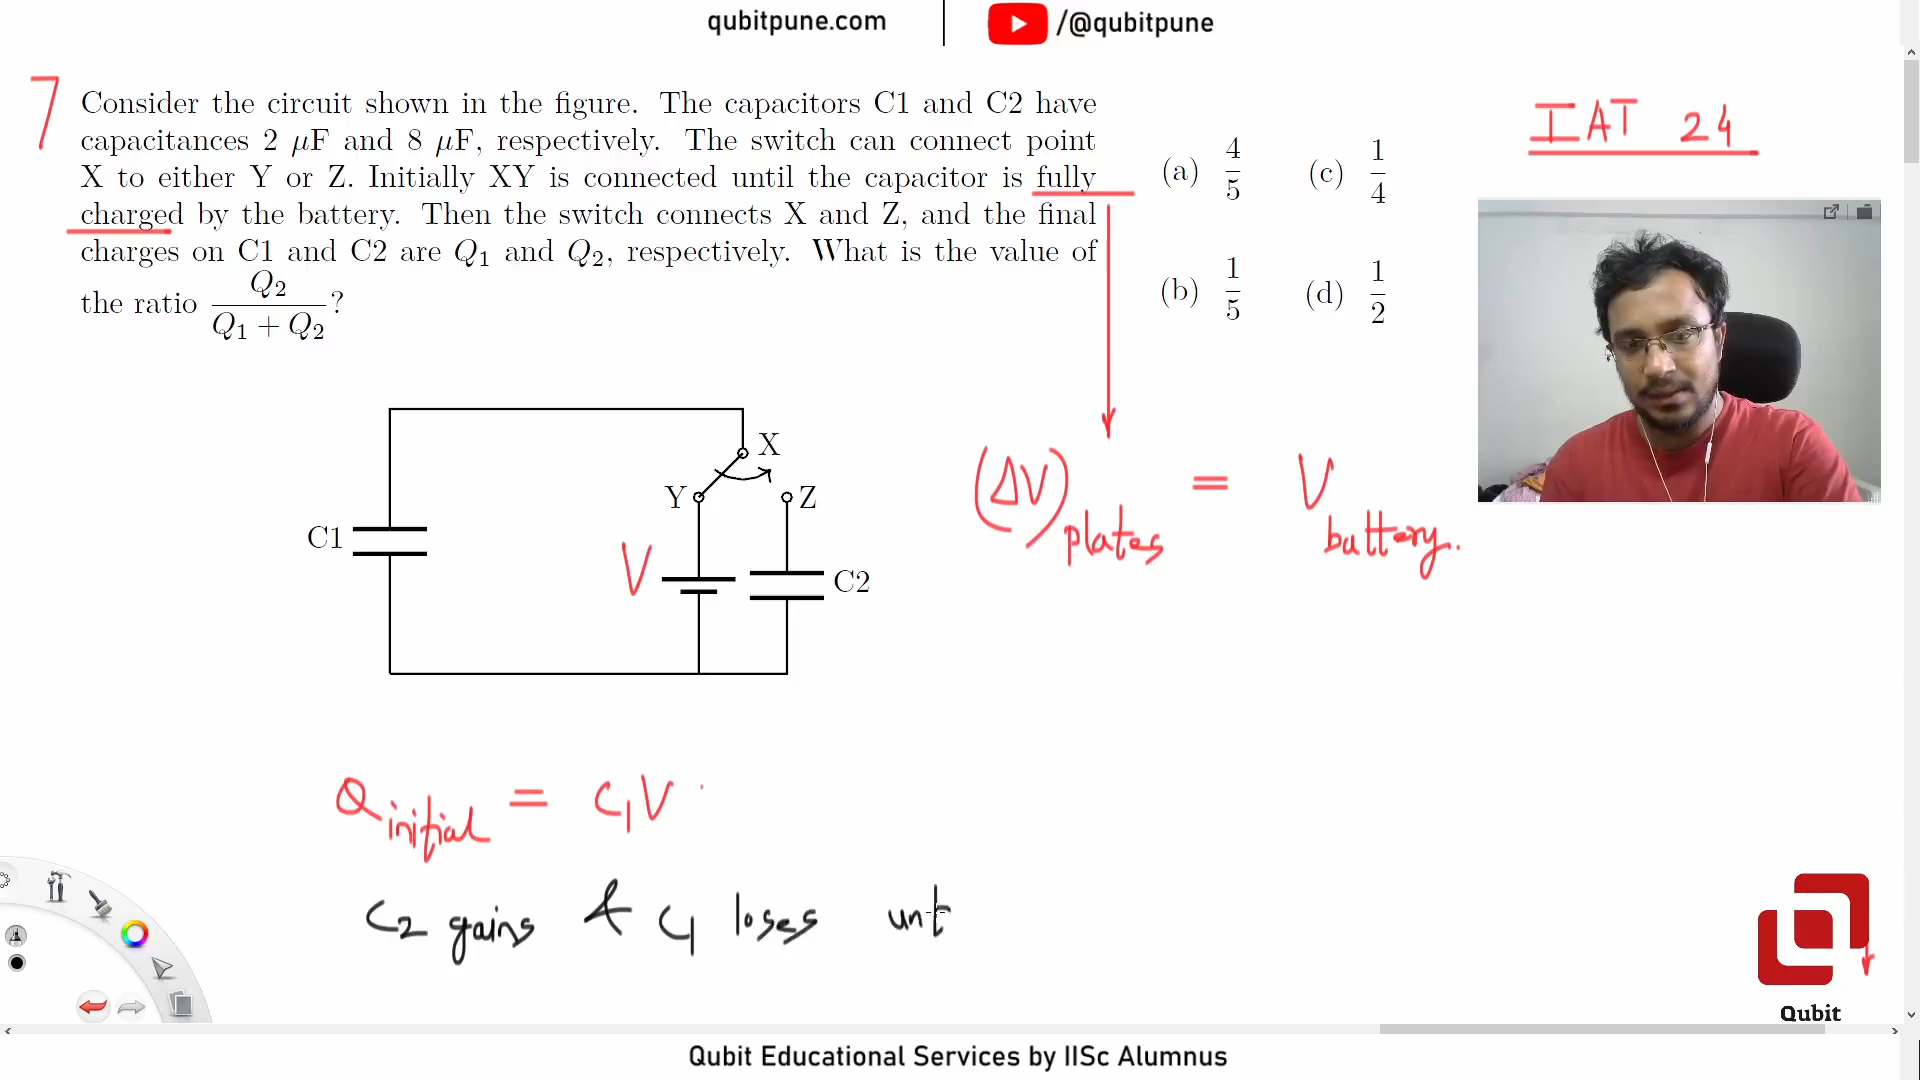 qubitpune.com | /@qubitpune
7 Consider the circuit shown in the figure. The capacitors C1 and C2 have
capacitances 2 μF and 8 μF, respectively. The switch can connect point
X to either Y or Z. Initially XY is connected until the capacitor is fully
charged by the battery. Then the switch connects X and Z, and the final
charges on C1 and C2 are Q₁ and Q₂, respectively. What is the value of
the ratio Q₂/(Q₁ + Q₂)?
(a) 4/5 (c) 1/4
(b) 1/5 (d) 1/2
IAT 24
X
Y
Z
C1
V
C2
(ΔV)plates = V battery.
Qinitial = C₁V
C₂ gains & C₁ loses unt
Qubit
Qubit Educational Services by IISc Alumnus